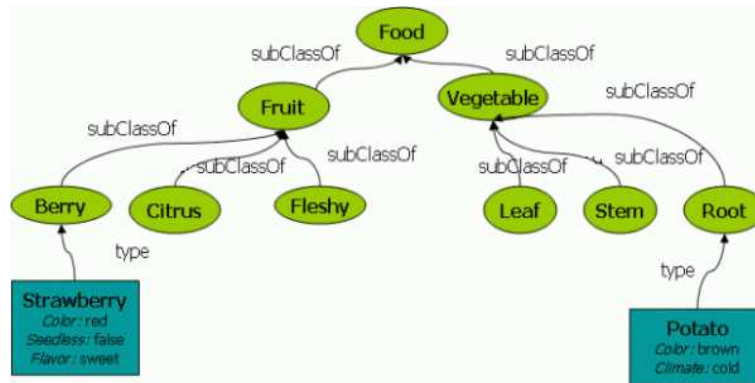 Food
subClassOf
subClassOf
Fruit
Vegetable
subClassOf
subClassOf
subClassOf
subClassOf
subClassOf
subClassOf
Berry
Citrus
Fleshy
Leaf
Stem
Root
type
type
Strawberry
Color: red
Seedless: false
Flavor: sweet
Potato
Color: brown
Climate: cold